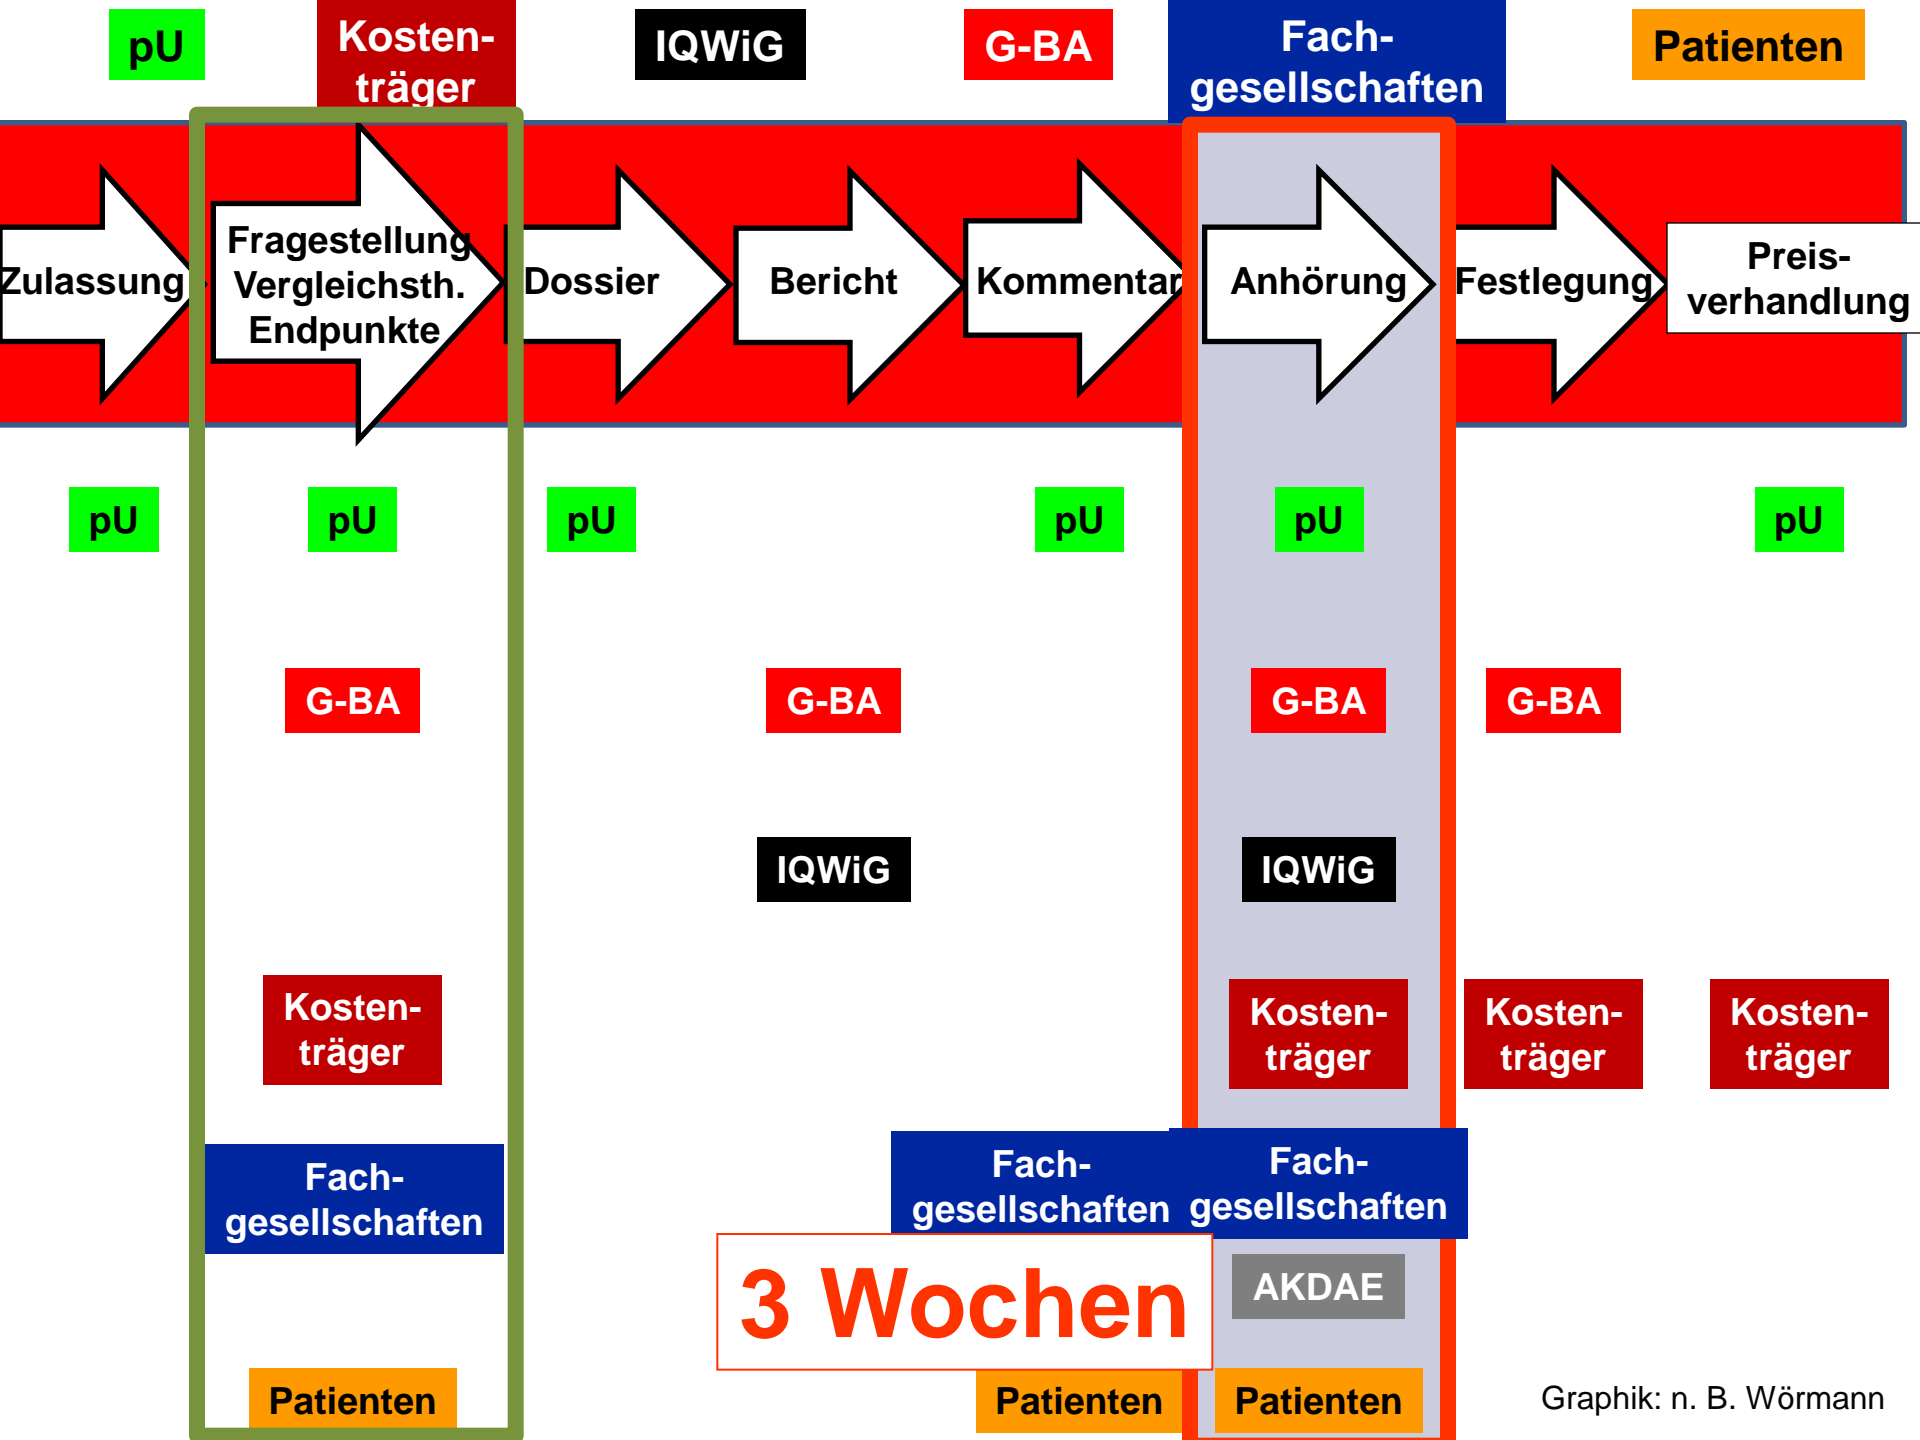 pU
Kosten-
träger
IQWiG
G-BA
Fach-
gesellschaften
Patienten
Zulassung
Fragestellung
Vergleichsth.
Endpunkte
Dossier
Bericht
Kommentar
Anhörung
Festlegung
Preis-
verhandlung
pU
pU
pU
pU
pU
pU
G-BA
G-BA
G-BA
G-BA
IQWiG
IQWiG
Kosten-
träger
Kosten-
träger
Kosten-
träger
Kosten-
träger
Fach-
gesellschaften
Fach-
gesellschaften
Fach-
gesellschaften
3 Wochen
AKDAE
Patienten
Patienten
Patienten
Graphik: n. B. Wörmann